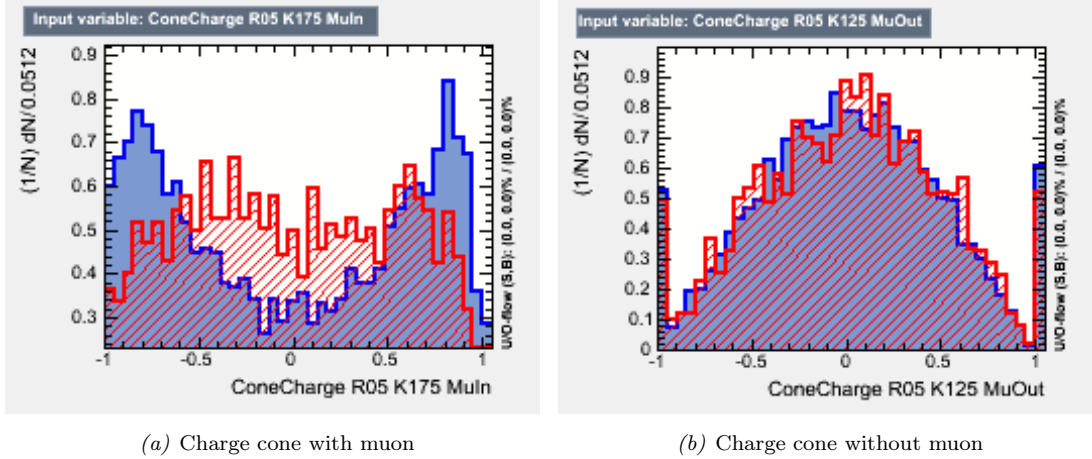 Input variable: ConeCharge R05 K175 MuIn
(1/N) dN/0.0512
0.9
0.8
0.7
0.6
0.5
0.4
0.3
-1
-0.5
0
0.5
1
ConeCharge R05 K175 MuIn
U/O-flow (S,B): (0.0, 0.0)% / (0.0, 0.0)%
(a) Charge cone with muon
Input variable: ConeCharge R05 K125 MuOut
(1/N) dN/0.0512
0.9
0.8
0.7
0.6
0.5
0.4
0.3
0.2
0.1
0
-1
-0.5
0
0.5
1
ConeCharge R05 K125 MuOut
U/O-flow (S,B): (0.0, 0.0)% / (0.0, 0.0)%
(b) Charge cone without muon